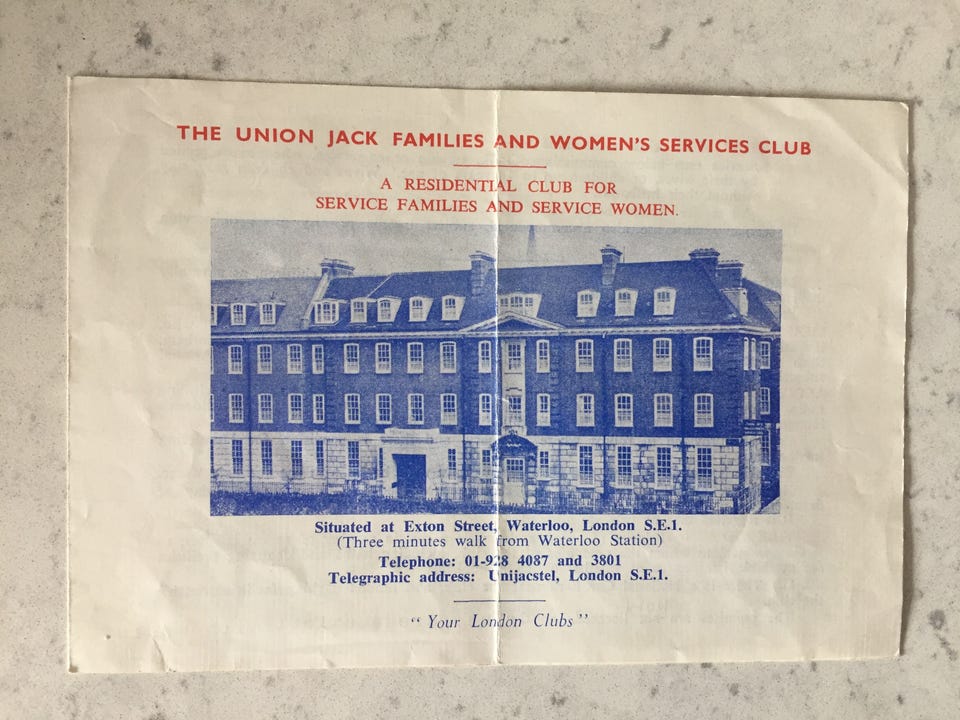 THE UNION JACK FAMILIES AND WOMEN'S SERVICES CLUB
A RESIDENTIAL CLUB FOR
SERVICE FAMILIES AND SERVICE WOMEN.
Situated at Exton Street, Waterloo, London S.E.1.
(Three minutes walk from Waterloo Station)
Telephone: 01-928 4087 and 3801
Telegraphic address: Unijacstel, London S.E.1.
"Your London Clubs"